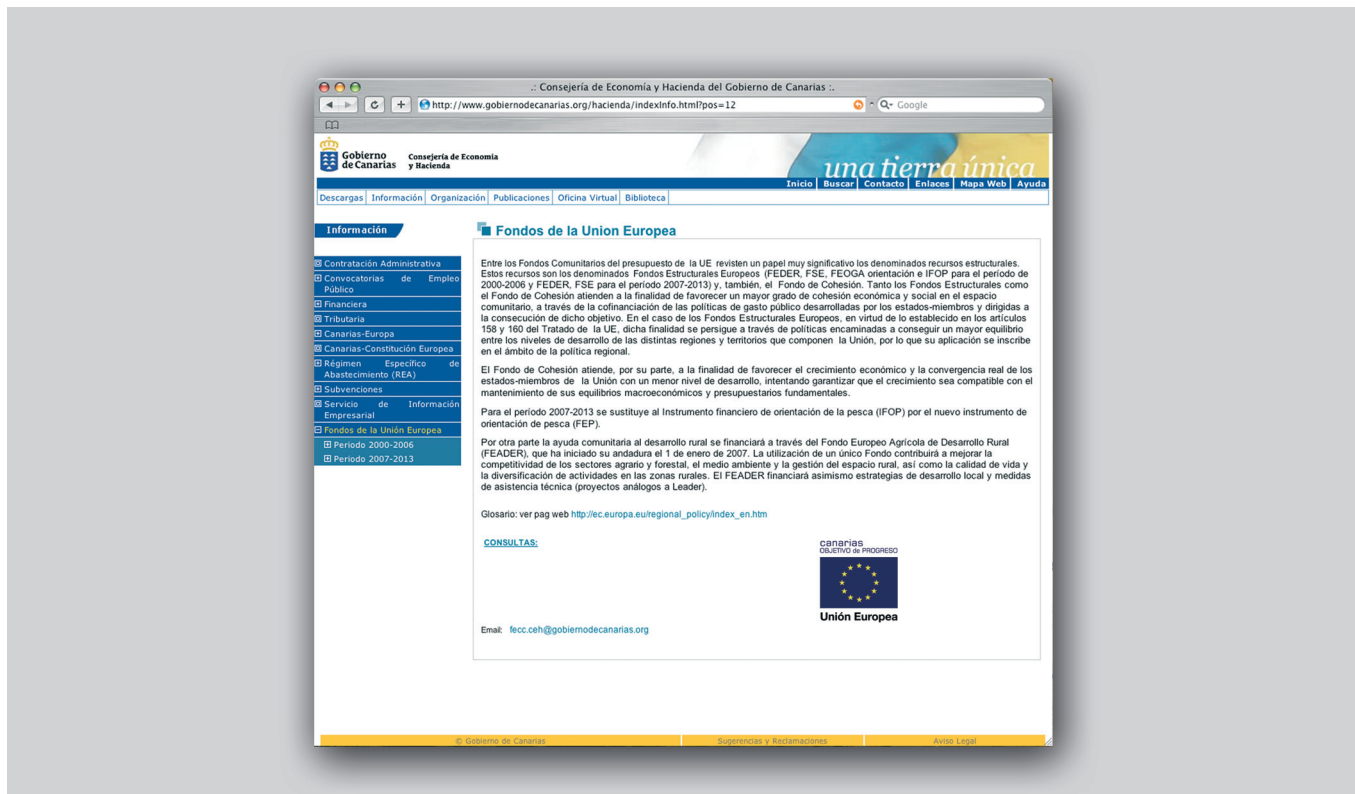 .: Consejería de Economía y Hacienda del Gobierno de Canarias :.
http://www.gobiernodecanarias.org/hacienda/indexInfo.html?pos=12
Google
Gobierno de Canarias
Consejería de Economía y Hacienda
una tierra única
Inicio Buscar Contacto Enlaces Mapa Web Ayuda
Descargas Información Organización Publicaciones Oficina Virtual Biblioteca
Información
Contratación Administrativa
Convocatorias de Empleo
Público
Financiera
Tributaria
Canarias-Europa
Canarias-Constitución Europea
Régimen Específico de
Abastecimiento (REA)
Subvenciones
Servicio de Información
Empresarial
Fondos de la Unión Europea
Periodo 2000-2006
Periodo 2007-2013
Fondos de la Union Europea
Entre los Fondos Comunitarios del presupuesto de la UE revisten un papel muy significativo los denominados recursos estructurales.
Estos recursos son los denominados Fondos Estructurales Europeos (FEDER, FSE, FEOGA orientación e IFOP para el período de
2000-2006 y FEDER, FSE para el período 2007-2013) y, también, el Fondo de Cohesión. Tanto los Fondos Estructurales como
el Fondo de Cohesión atienden a la finalidad de favorecer un mayor grado de cohesión económica y social en el espacio
comunitario, a través de la cofinanciación de las políticas de gasto público desarrolladas por los estados-miembros y dirigidas a
la consecución de dicho objetivo. En el caso de los Fondos Estructurales Europeos, en virtud de lo establecido en los artículos
158 y 160 del Tratado de la UE, dicha finalidad se persigue a través de políticas encaminadas a conseguir un mayor equilibrio
entre los niveles de desarrollo de las distintas regiones y territorios que componen la Unión, por lo que su aplicación se inscribe
en el ámbito de la política regional.
El Fondo de Cohesión atiende, por su parte, a la finalidad de favorecer el crecimiento económico y la convergencia real de los
estados-miembros de la Unión con un menor nivel de desarrollo, intentando garantizar que el crecimiento sea compatible con el
mantenimiento de sus equilibrios macroeconómicos y presupuestarios fundamentales.
Para el período 2007-2013 se sustituye al Instrumento financiero de orientación de la pesca (IFOP) por el nuevo instrumento de
orientación de pesca (FEP).
Por otra parte la ayuda comunitaria al desarrollo rural se financiará a través del Fondo Europeo Agrícola de Desarrollo Rural
(FEADER), que ha iniciado su andadura el 1 de enero de 2007. La utilización de un único Fondo contribuirá a mejorar la
competitividad de los sectores agrario y forestal, el medio ambiente y la gestión del espacio rural, así como la calidad de vida y
la diversificación de actividades en las zonas rurales. El FEADER financiará asimismo estrategias de desarrollo local y medidas
de asistencia técnica (proyectos análogos a Leader).
Glosario: ver pag web http://ec.europa.eu/regional_policy/index_en.htm
CONSULTAS:
canarias
OBJETIVO de PROGRESO
Unión Europea
Email: fecc.ceh@gobiernodecanarias.org
© Gobierno de Canarias Sugerencias y Reclamaciones Aviso Legal